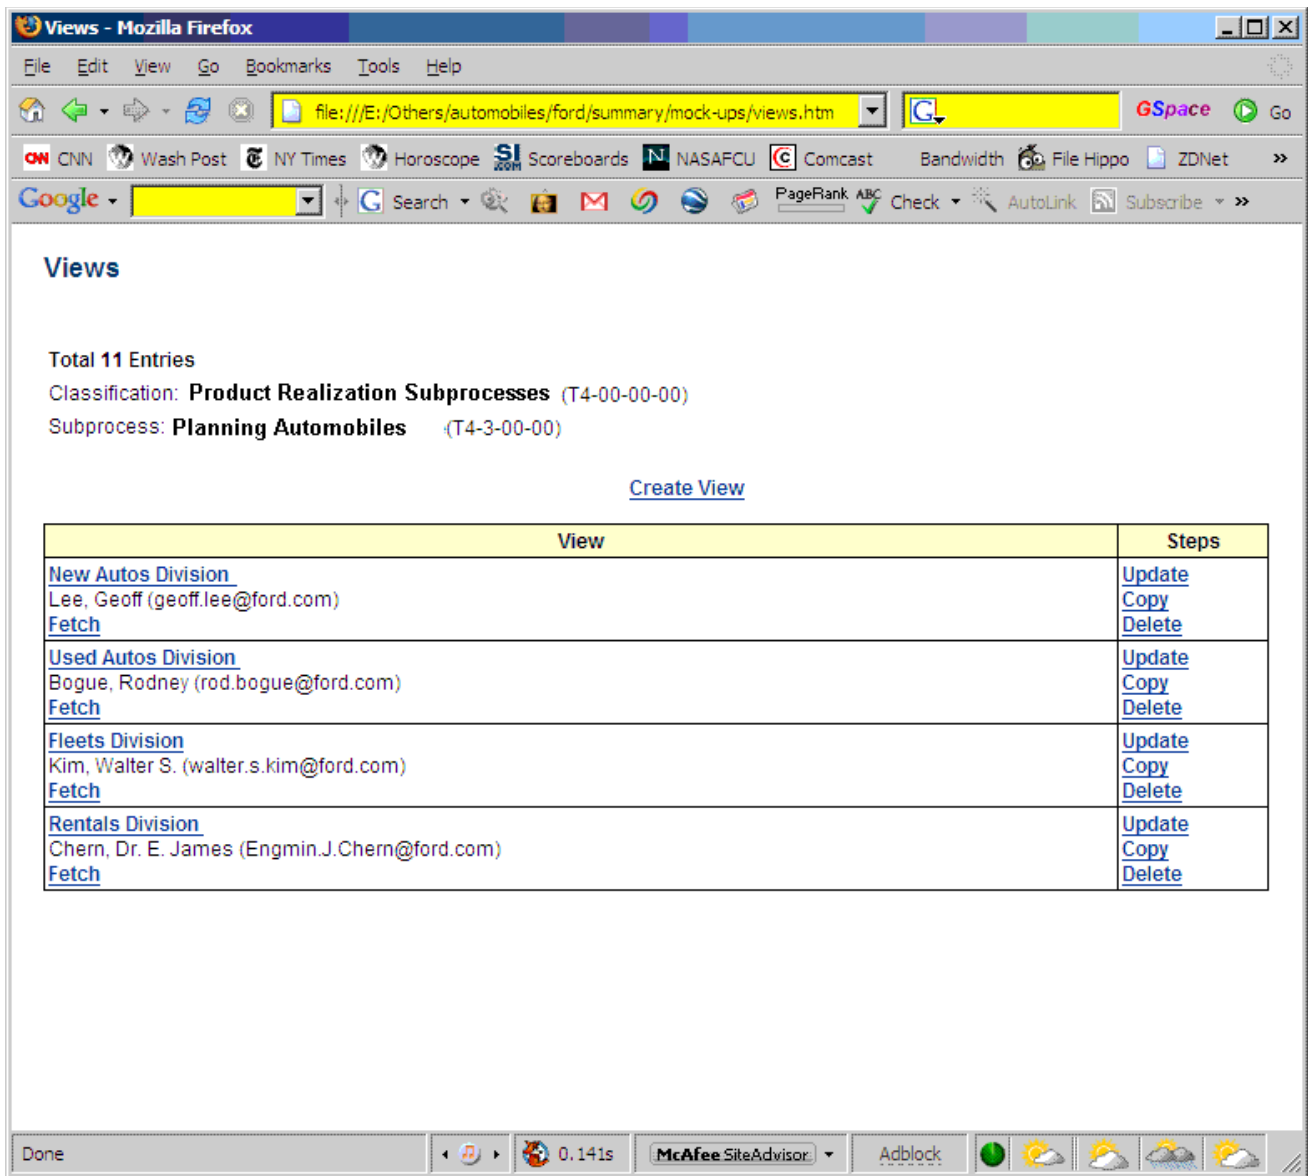 Views - Mozilla Firefox
File Edit View Go Bookmarks Tools Help
file:///E:/Others/automobiles/ford/summary/mock-ups/views.htm G GSpace Go
CNN CNN Wash Post NY Times Horoscope SI .COM Scoreboards N NASAFCU C Comcast Bandwidth File Hippo ZDNet »
Google G Search PageRank ABC Check AutoLink Subscribe »
Views
Total 11 Entries
Classification: Product Realization Subprocesses (T4-00-00-00)
Subprocess: Planning Automobiles (T4-3-00-00)
Create View
View Steps
New Autos Division Update
Lee, Geoff (geoff.lee@ford.com) Copy
Fetch Delete
Used Autos Division Update
Bogue, Rodney (rod.bogue@ford.com) Copy
Fetch Delete
Fleets Division Update
Kim, Walter S. (walter.s.kim@ford.com) Copy
Fetch Delete
Rentals Division Update
Chern, Dr. E. James (Engmin.J.Chern@ford.com) Copy
Fetch Delete
Done 0.141s McAfee SiteAdvisor Adblock